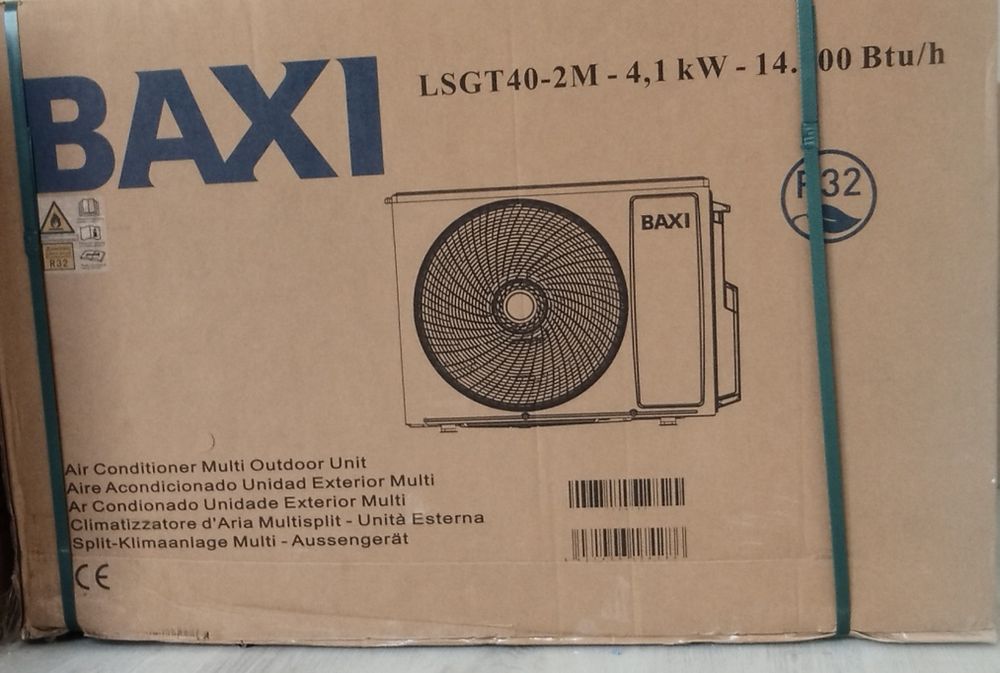 BAXI
LSGT40-2M - 4,1 kW - 14. 00 Btu/h
R32
BAXI
R32
Air Conditioner Multi Outdoor Unit
Aire Acondicionado Unidad Exterior Multi
Ar Condionado Unidade Exterior Multi
Climatizzatore d'Aria Multisplit - Unità Esterna
Split-Klimaanlage Multi - Aussengerät
CE